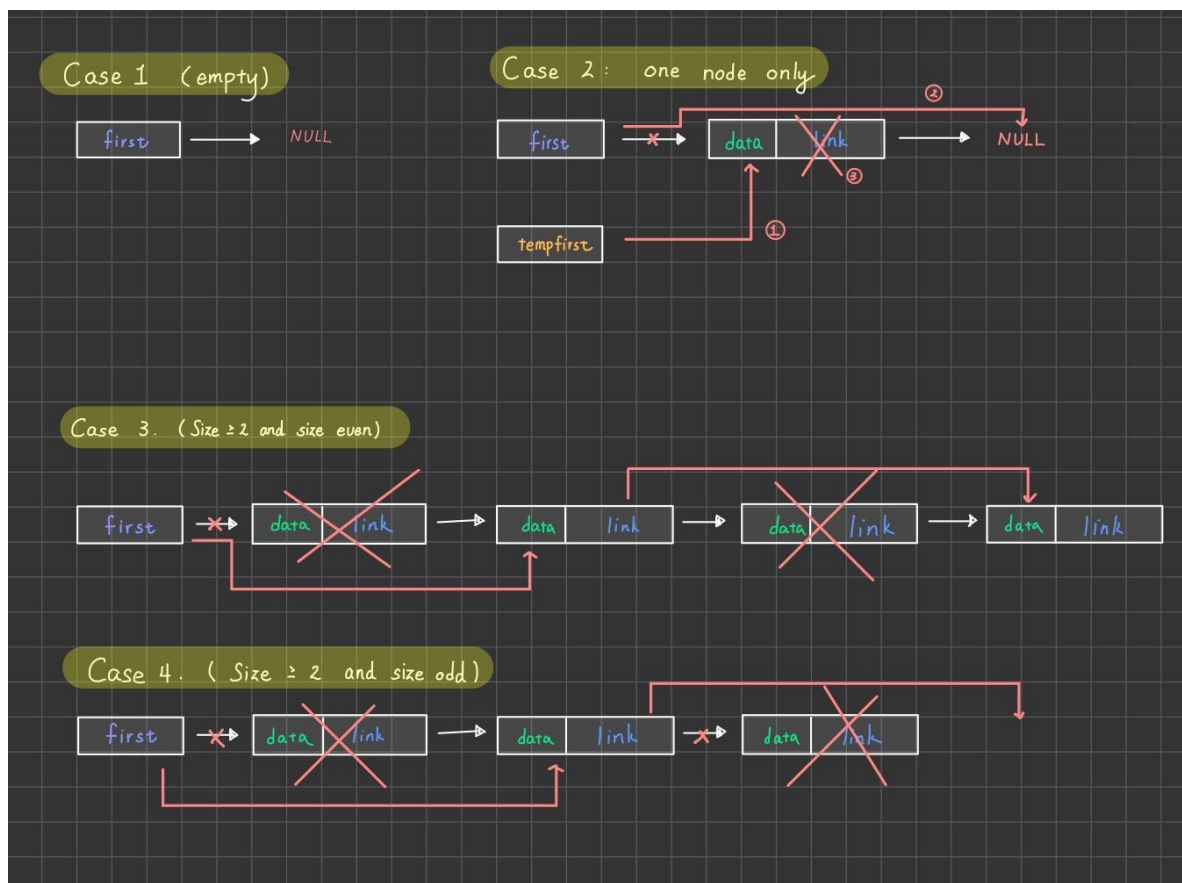 Case 1 (empty)
first
NULL
Case 2: one node only
②
first
data
link
NULL
③
①
tempfirst
Case 3. (Size ≥ 2 and size even)
first
data
link
data
link
data
link
data
link
Case 4. (Size ≥ 2 and size odd)
first
data
link
data
link
data
link